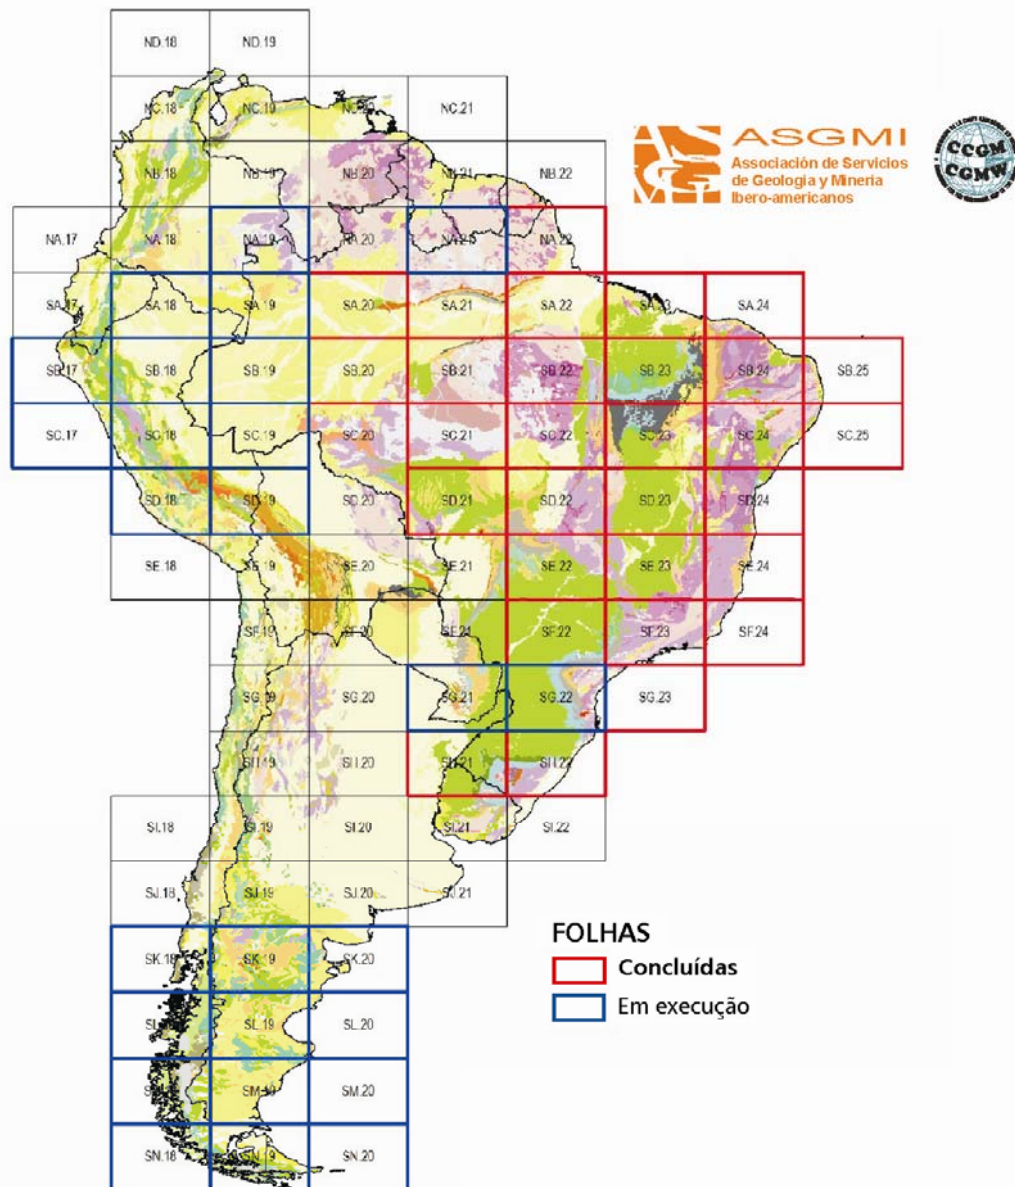 ND.18 ND.19
NC.18 NC.19 NC.20 NC.21
ASGMI
Associación de Servicios
de Geologia y Mineria
Ibero-americanos
CCGM
CGMW
NB.18 NB.19 NB.20 NB.21 NB.22
NA.17 NA.18 NA.19 NA.20 NA.21 NA.22
SA.17 SA.18 SA.19 SA.20 SA.21 SA.22 SA.23 SA.24
SB.17 SB.18 SB.19 SB.20 SB.21 SB.22 SB.23 SB.24 SB.25
SC.17 SC.18 SC.19 SC.20 SC.21 SC.22 SC.23 SC.24 SC.25
SD.18 SD.19 SD.20 SD.21 SD.22 SD.23 SD.24
SE.18 SE.19 SE.20 SE.21 SE.22 SE.23 SE.24
SF.19 SF.20 SF.21 SF.22 SF.23 SF.24
SG.19 SG.20 SG.21 SG.22 SG.23
SH.19 SH.20 SH.21 SH.22
SI.18 SI.19 SI.20 SI.21 SI.22
SJ.18 SJ.19 SJ.20 SJ.21
FOLHAS
Concluídas
Em execução
SK.18 SK.19 SK.20
SL.19 SL.20
SM.19 SM.20
SN.18 SN.19 SN.20